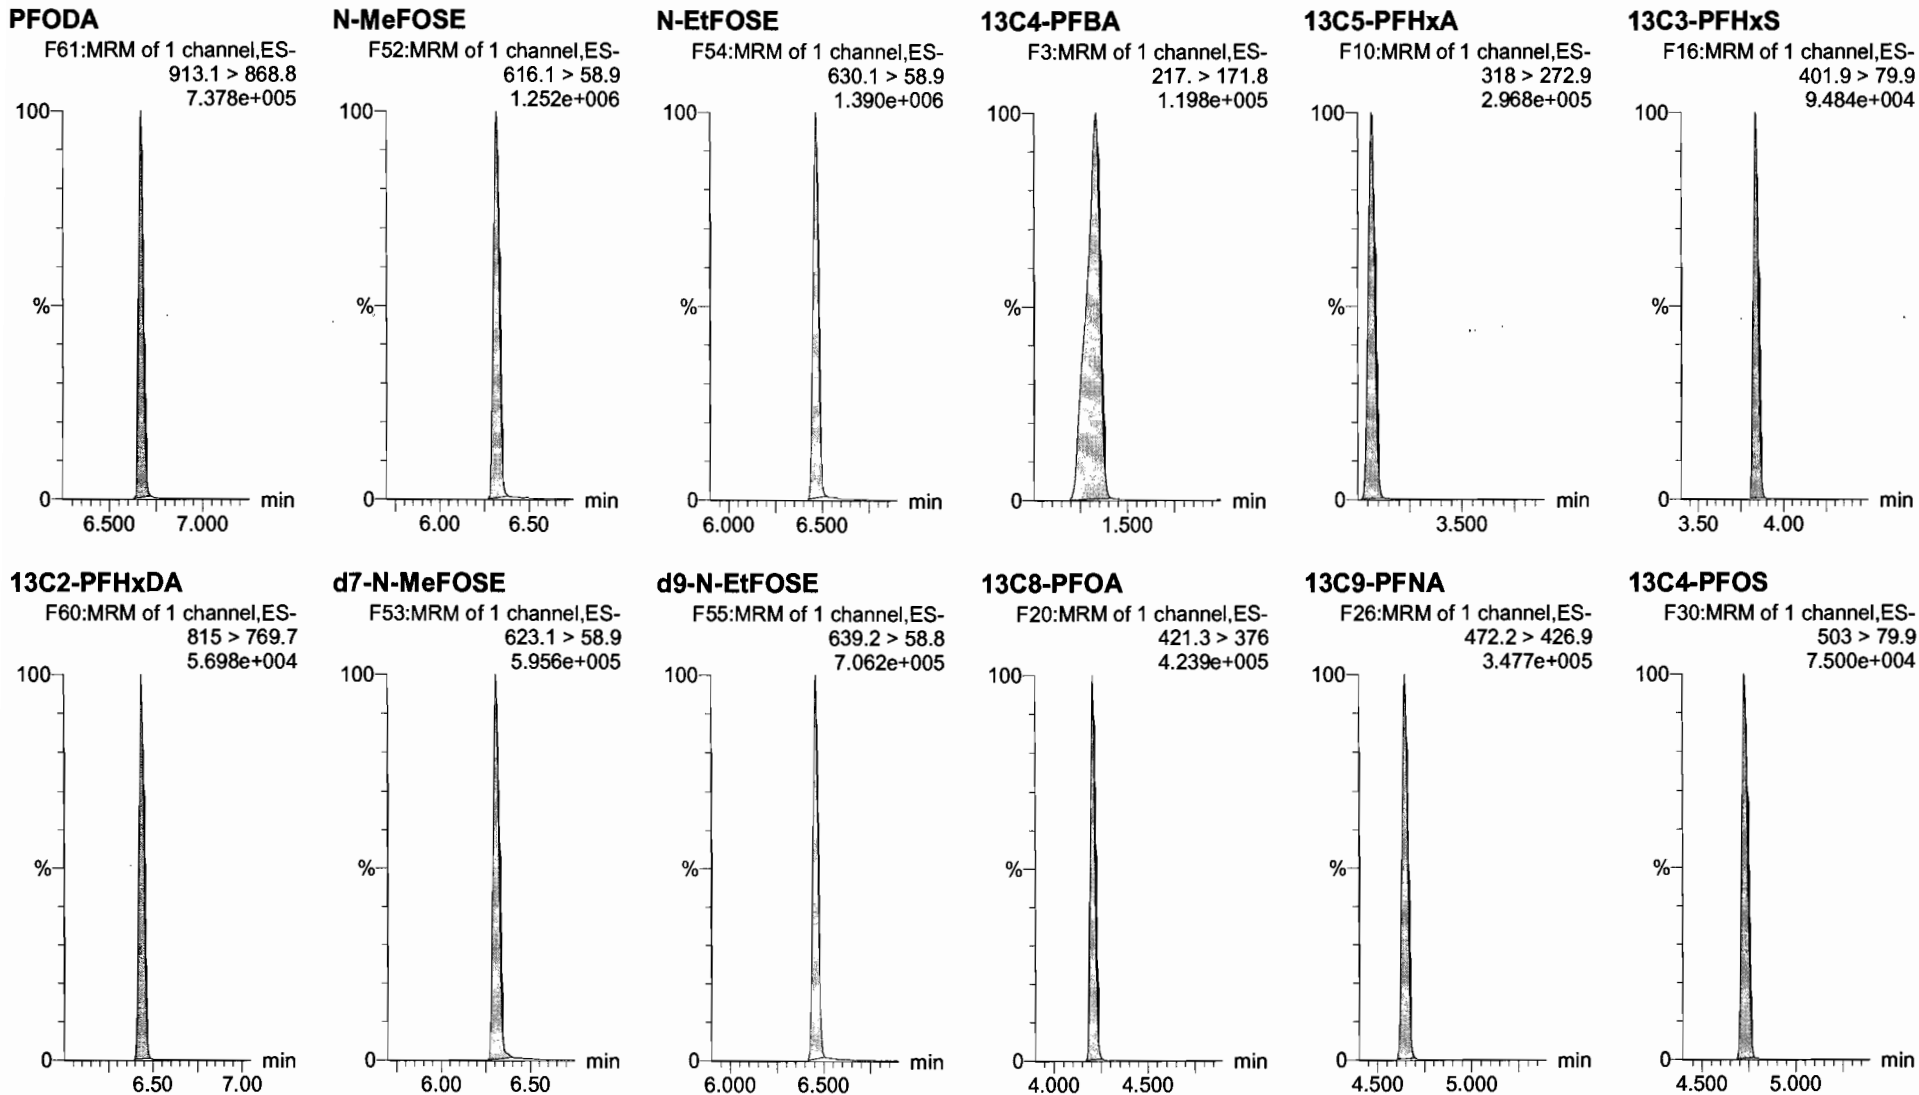 PFODA
F61:MRM of 1 channel,ES-
913.1 > 868.8
7.378e+005
100
%
0
min
6.500 7.000
N-MeFOSE
F52:MRM of 1 channel,ES-
616.1 > 58.9
1.252e+006
100
%
0
min
6.00 6.50
N-EtFOSE
F54:MRM of 1 channel,ES-
630.1 > 58.9
1.390e+006
100
%
0
min
6.000 6.500
13C4-PFBA
F3:MRM of 1 channel,ES-
217. > 171.8
1.198e+005
100
%
0
min
1.500
13C5-PFHxA
F10:MRM of 1 channel,ES-
318 > 272.9
2.968e+005
100
%
0
min
3.500
13C3-PFHxS
F16:MRM of 1 channel,ES-
401.9 > 79.9
9.484e+004
100
%
0
min
3.50 4.00
13C2-PFHxDA
F60:MRM of 1 channel,ES-
815 > 769.7
5.698e+004
100
%
0
min
6.50 7.00
d7-N-MeFOSE
F53:MRM of 1 channel,ES-
623.1 > 58.9
5.956e+005
100
%
0
min
6.00 6.50
d9-N-EtFOSE
F55:MRM of 1 channel,ES-
639.2 > 58.8
7.062e+005
100
%
0
min
6.000 6.500
13C8-PFOA
F20:MRM of 1 channel,ES-
421.3 > 376
4.239e+005
100
%
0
min
4.000 4.500
13C9-PFNA
F26:MRM of 1 channel,ES-
472.2 > 426.9
3.477e+005
100
%
0
min
4.500 5.000
13C4-PFOS
F30:MRM of 1 channel,ES-
503 > 79.9
7.500e+004
100
%
0
min
4.500 5.000